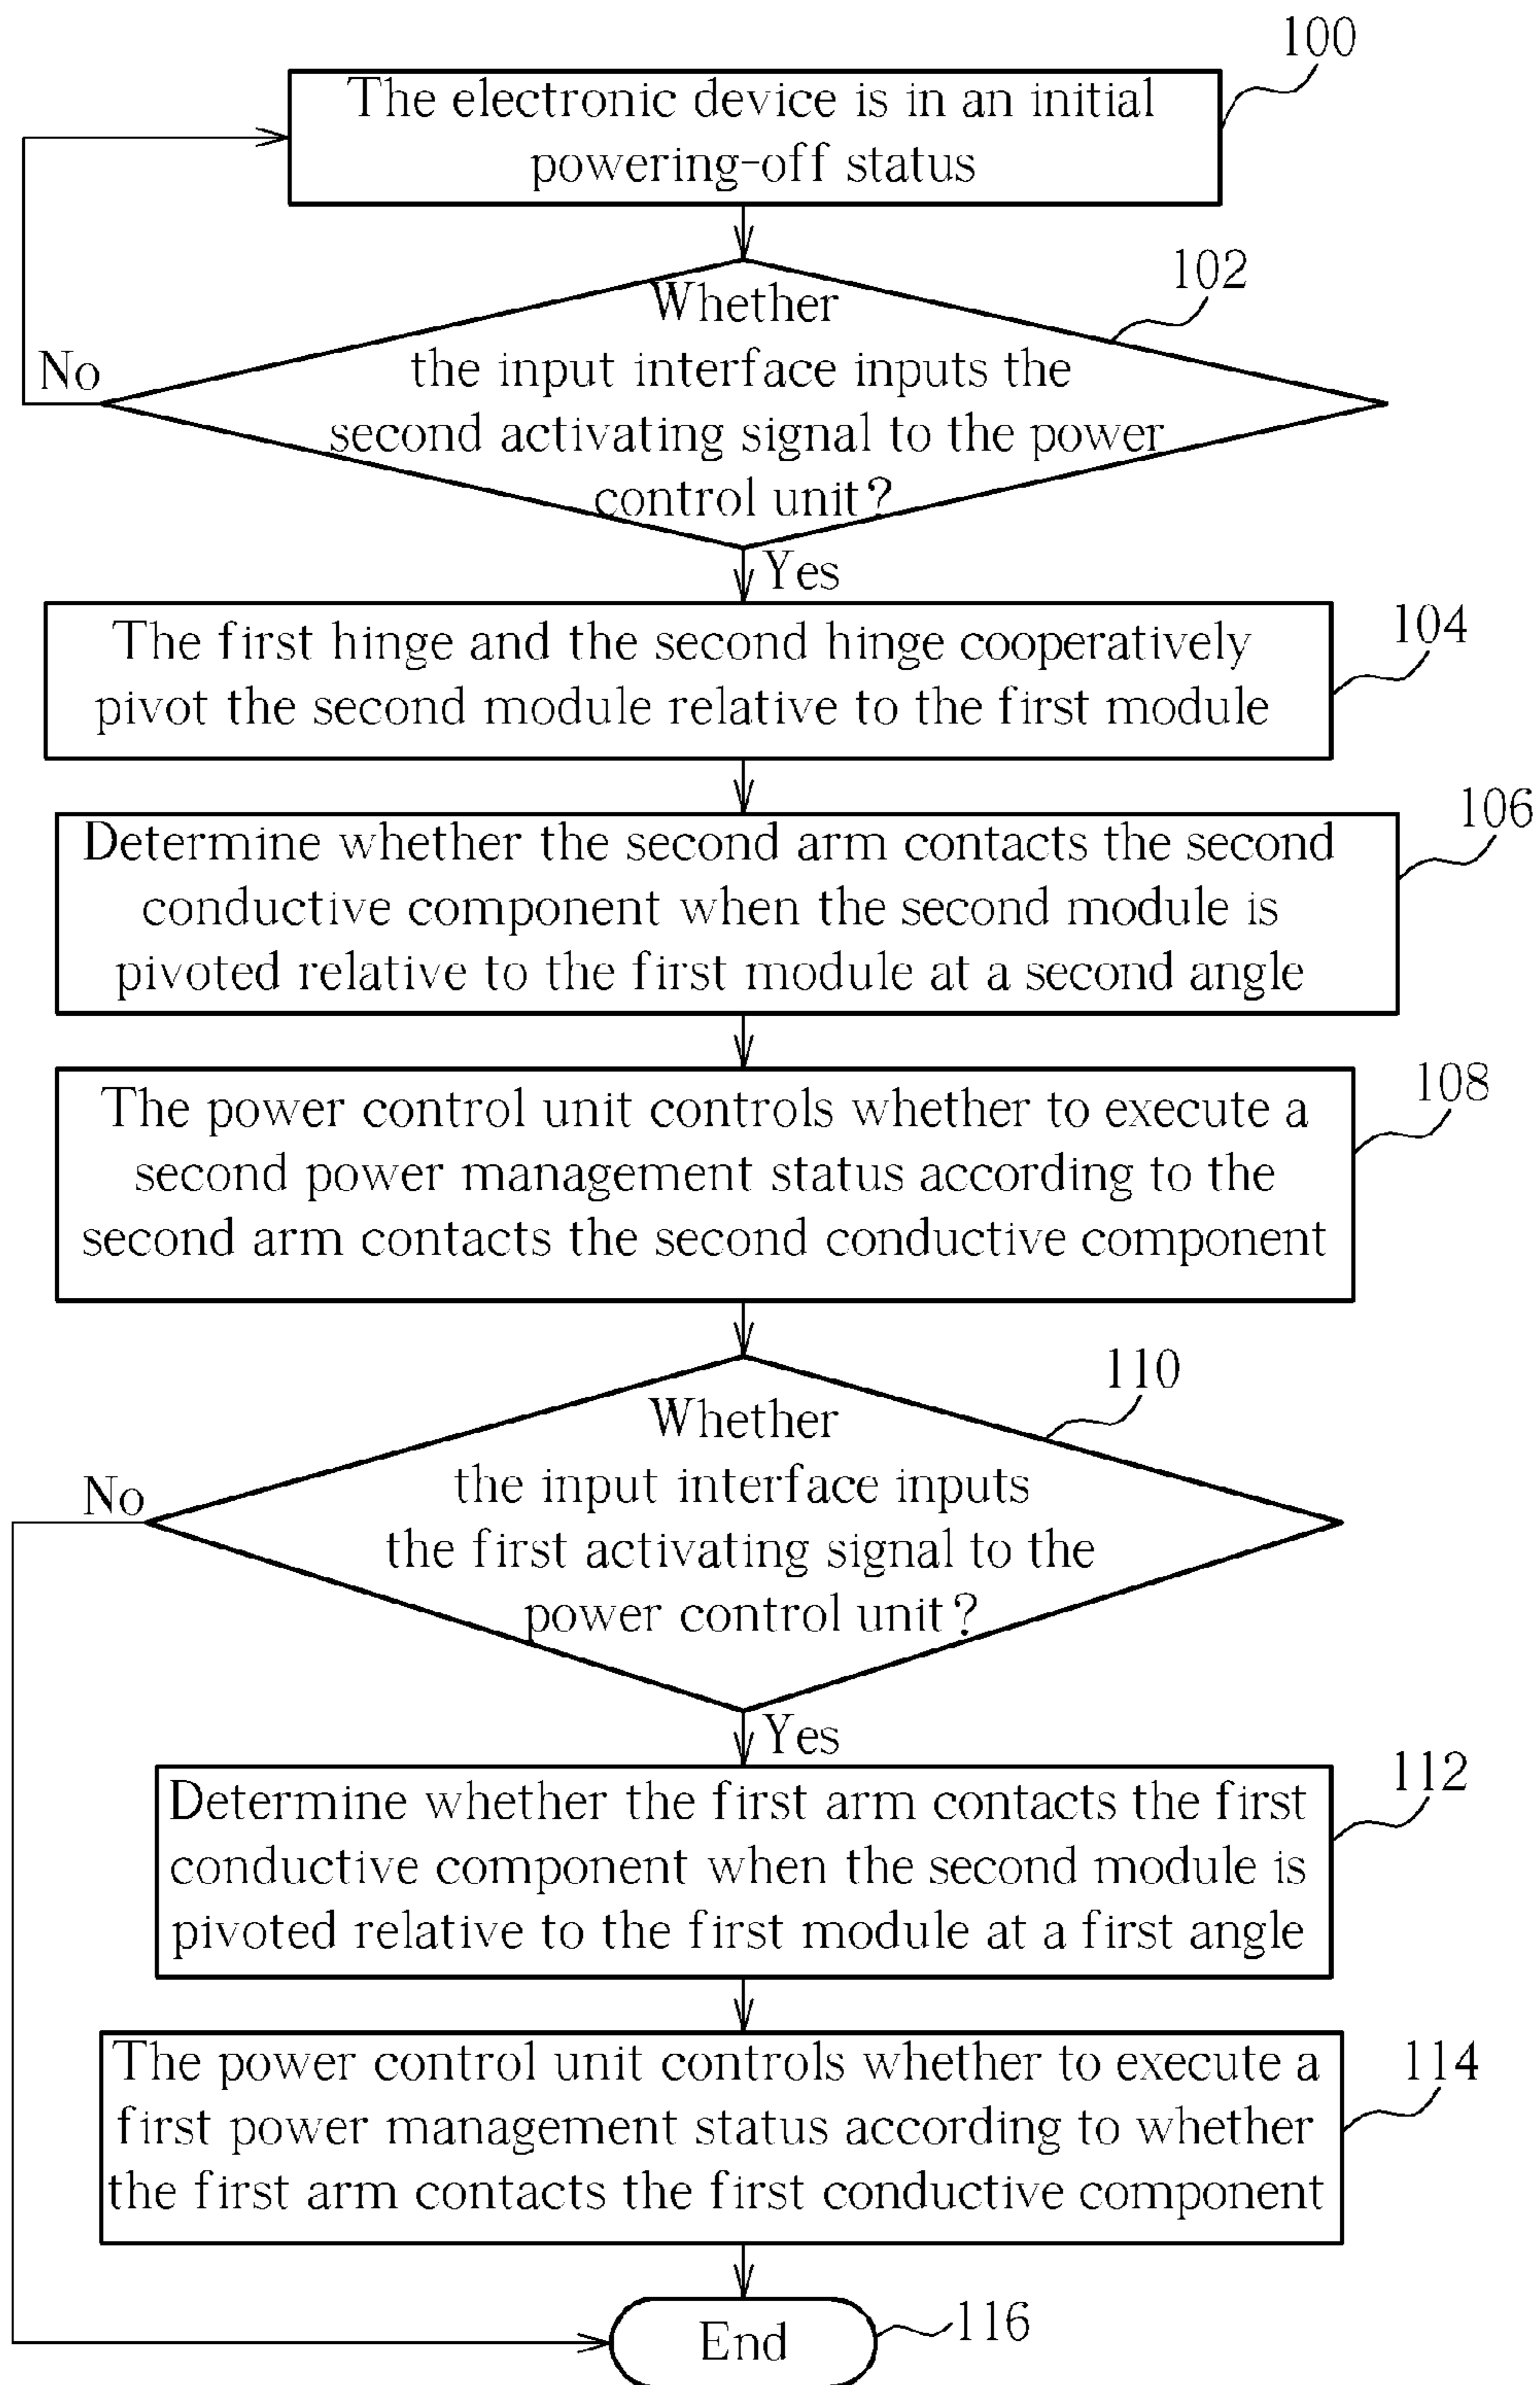 100
The electronic device is in an initial
powering-off status
102
Whether
the input interface inputs the
second activating signal to the power
control unit?
No
Yes
104
The first hinge and the second hinge cooperatively
pivot the second module relative to the first module
106
Determine whether the second arm contacts the second
conductive component when the second module is
pivoted relative to the first module at a second angle
108
The power control unit controls whether to execute a
second power management status according to the
second arm contacts the second conductive component
110
Whether
the input interface inputs
the first activating signal to the
power control unit?
No
Yes
112
Determine whether the first arm contacts the first
conductive component when the second module is
pivoted relative to the first module at a first angle
114
The power control unit controls whether to execute a
first power management status according to whether
the first arm contacts the first conductive component
End
116